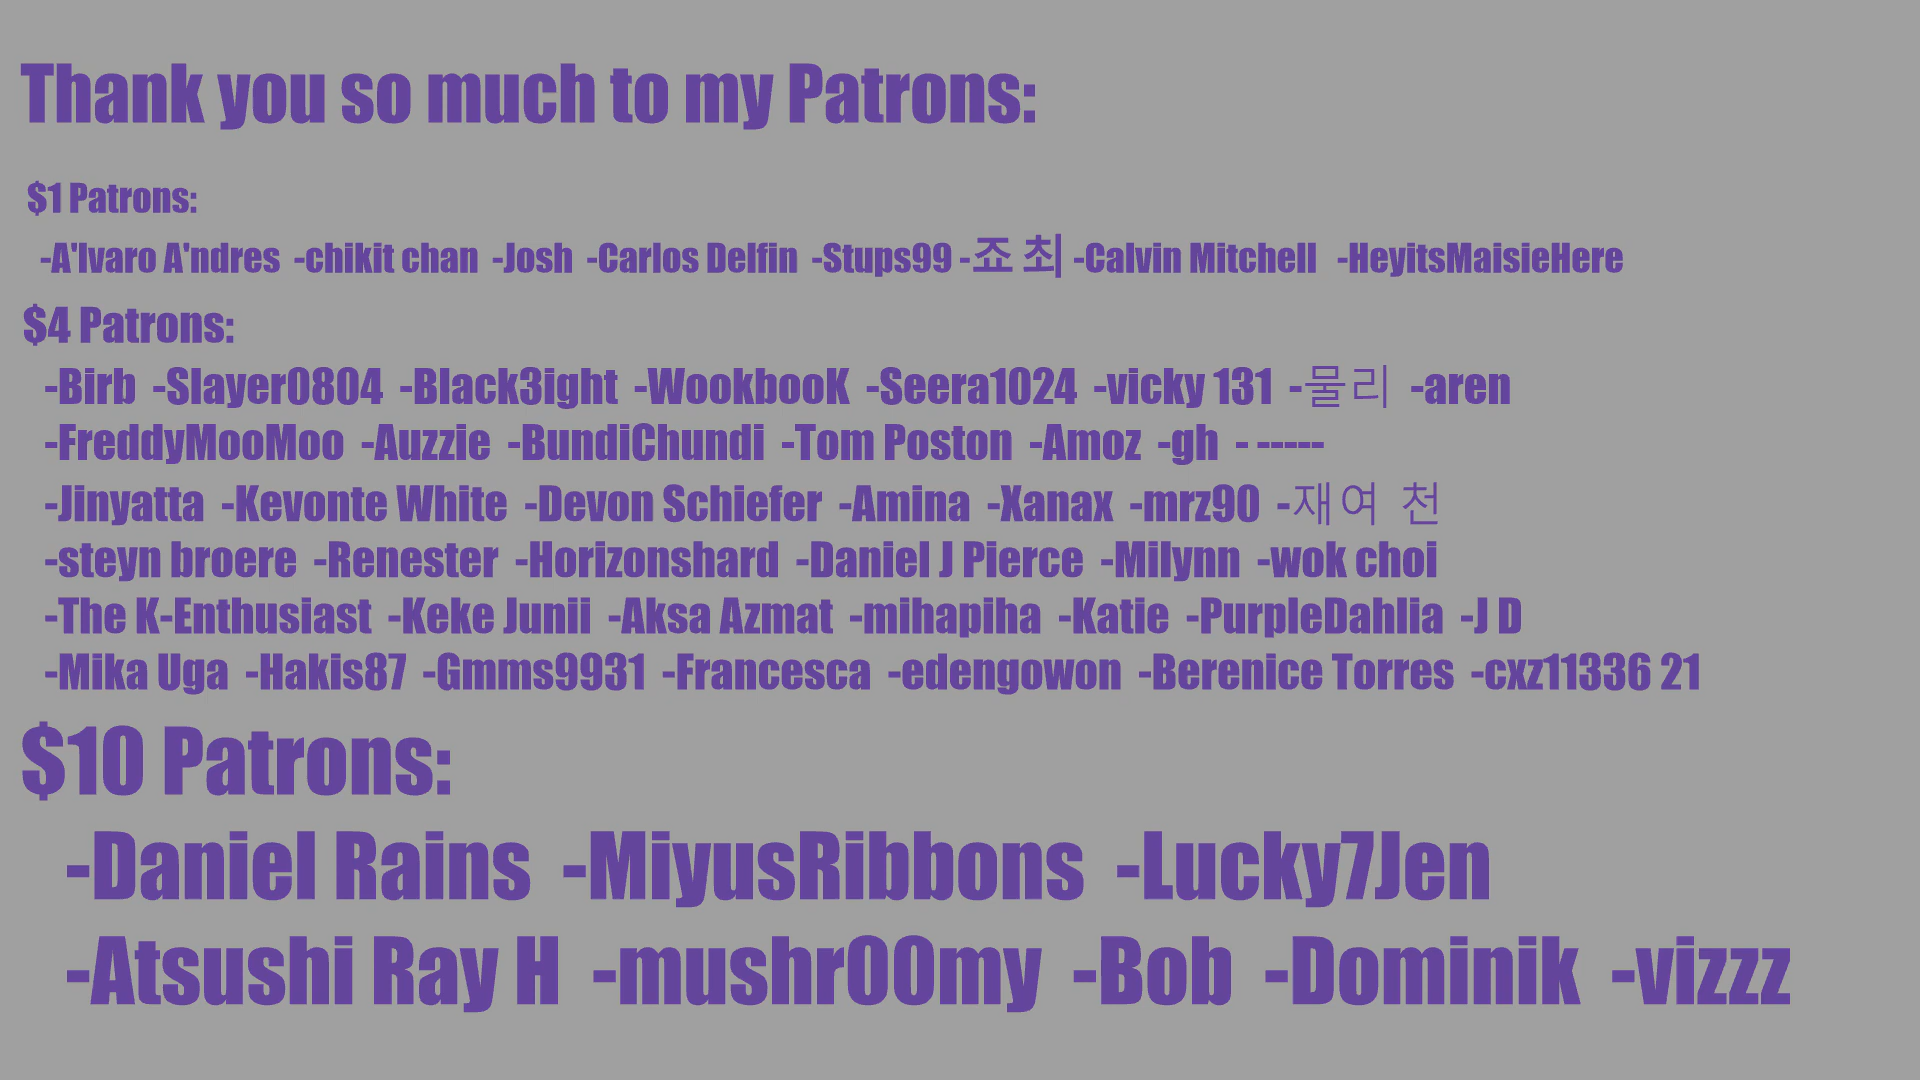 Thank you so much to my Patrons:
$1 Patrons:
-A'lvaro A'ndres -chikit chan -Josh -Carlos Delfin -Stups99 -죠 최 -Calvin Mitchell -HeyitsMaisieHere
$4 Patrons:
-Birb -Slayer0804 -Black3ight -WookbooK -Seera1024 -vicky 131 -물리 -aren
-FreddyMooMoo -Auzzie -BundiChundi -Tom Poston -Amoz -gh - -----
-Jinyatta -Kevonte White -Devon Schiefer -Amina -Xanax -mrz90 -재여 천
-steyn broere -Renester -Horizonshard -Daniel J Pierce -Milynn -wok choi
-The K-Enthusiast -Keke Junii -Aksa Azmat -mihapiha -Katie -PurpleDahlia -J D
-Mika Uga -Hakis87 -Gmms9931 -Francesca -edengowon -Berenice Torres -cxz11336 21
$10 Patrons:
-Daniel Rains -MiyusRibbons -Lucky7Jen
-Atsushi Ray H -mushr00my -Bob -Dominik -vizzz